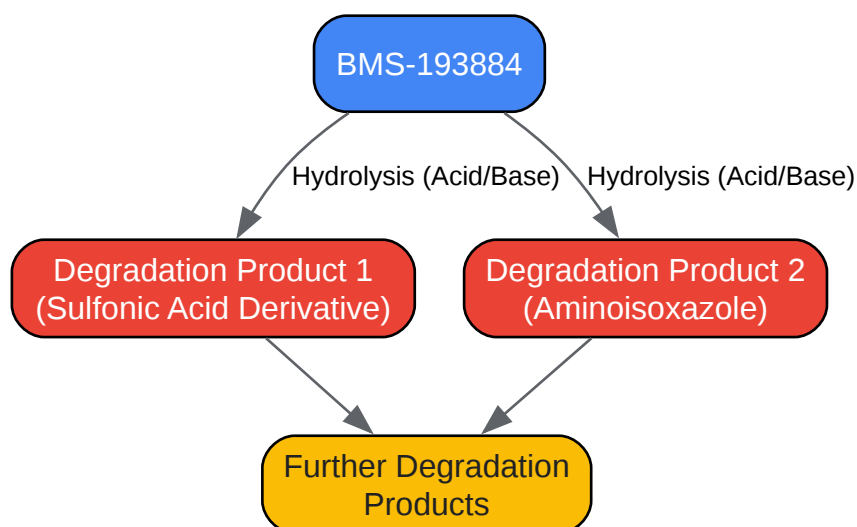 BMS-193884
Hydrolysis (Acid/Base)
Hydrolysis (Acid/Base)
Degradation Product 1
(Sulfonic Acid Derivative)
Degradation Product 2
(Aminoisoxazole)
Further Degradation
Products